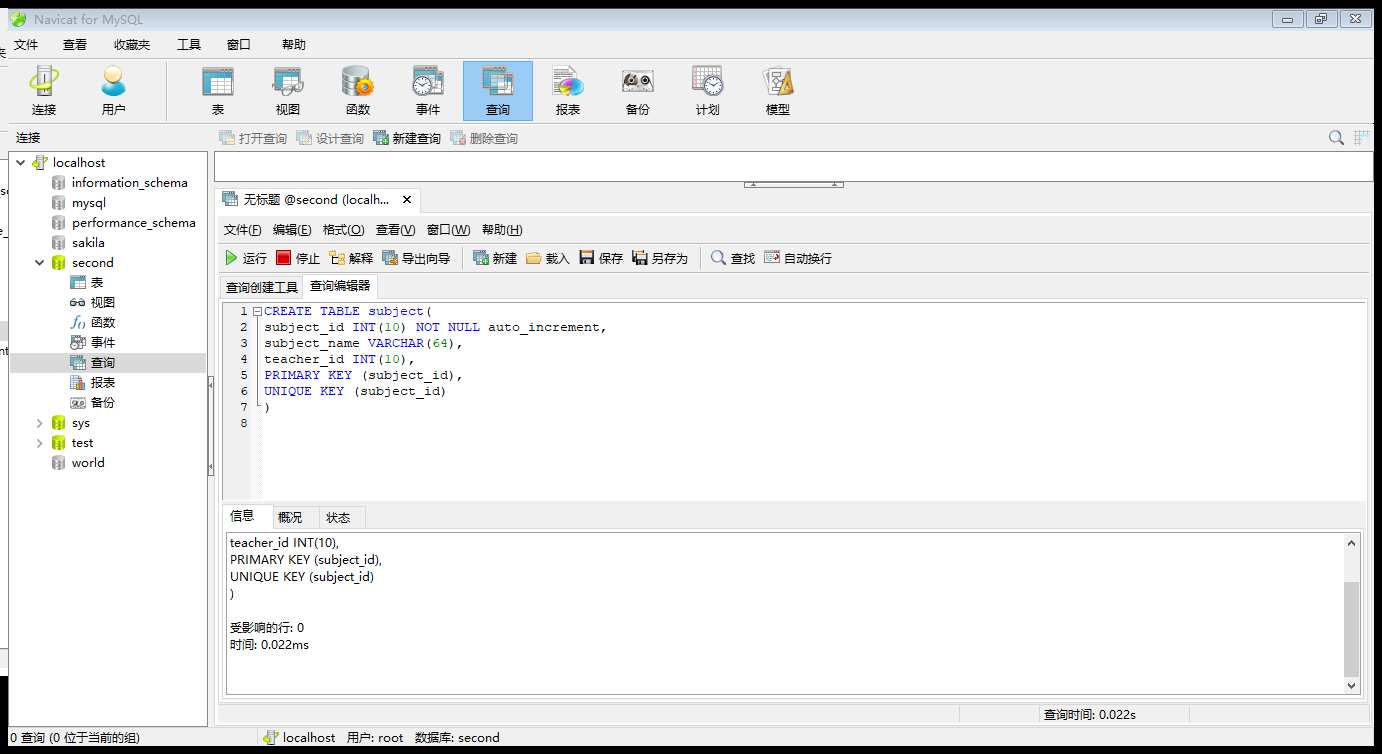 Navicat for MySQL
文件 查看 收藏夹 工具 窗口 帮助
连接 用户 表 视图 函数 事件 查询 报表 备份 计划 模型
连接
打开查询 设计查询 新建查询 删除查询
localhost
information_schema
mysql
performance_schema
sakila
second
表
视图
函数
事件
查询
报表
备份
sys
test
world
无标题 @second (localh...
文件(F) 编辑(E) 格式(O) 查看(V) 窗口(W) 帮助(H)
运行 停止 解释 导出向导 新建 载入 保存 另存为 查找 自动换行
查询创建工具 查询编辑器
1 CREATE TABLE subject(
2 subject_id INT(10) NOT NULL auto_increment,
3 subject_name VARCHAR(64),
4 teacher_id INT(10),
5 PRIMARY KEY (subject_id),
6 UNIQUE KEY (subject_id)
7 )
8
信息 概况 状态
teacher_id INT(10),
PRIMARY KEY (subject_id),
UNIQUE KEY (subject_id)
)
受影响的行: 0
时间: 0.022ms
查询时间: 0.022s
0 查询 (0 位于当前的组) localhost 用户: root 数据库: second